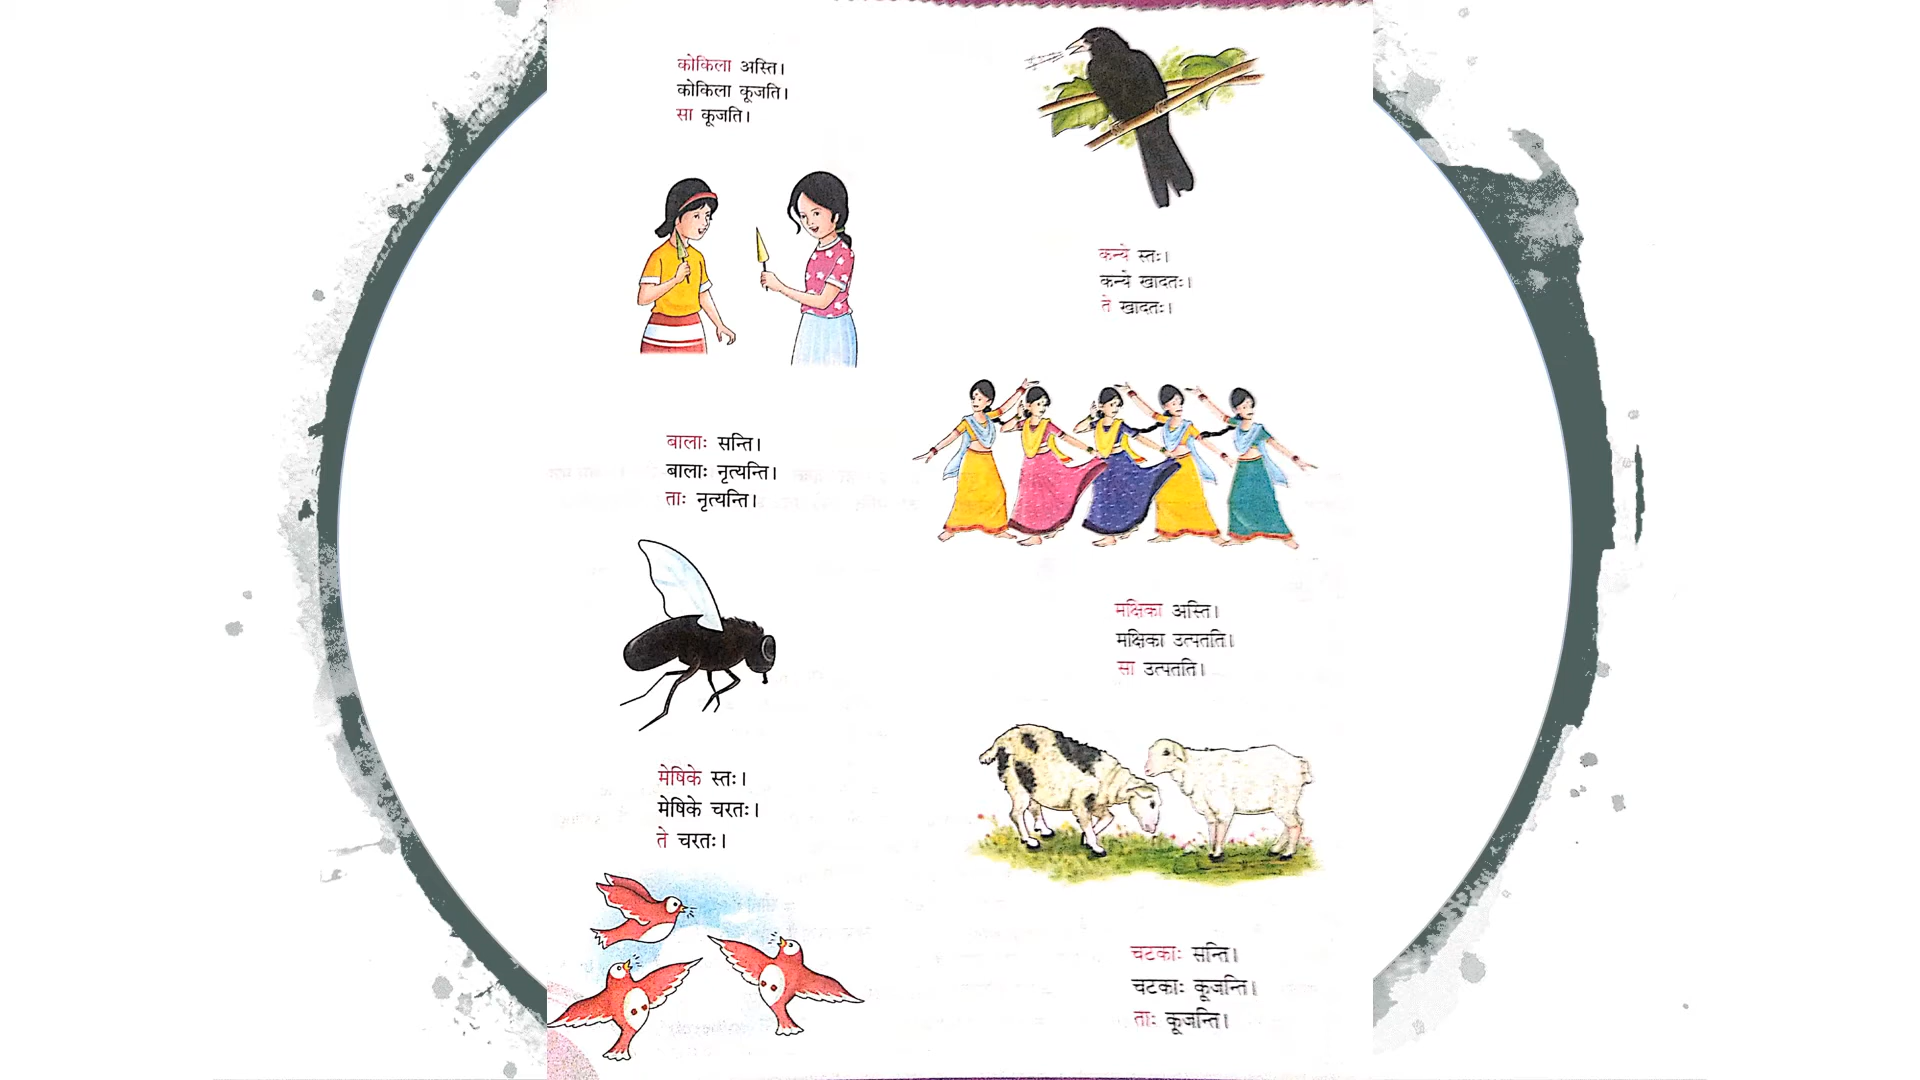 कोकिला अस्ति।
कोकिला कूजति।
सा कूजति।
कन्ये स्तः।
कन्ये खादतः।
ते खादतः।
बालाः सन्ति।
बालाः नृत्यन्ति।
ताः नृत्यन्ति।
मक्षिका अस्ति।
मक्षिका उत्पतति।
सा उत्पतति।
मेषिके स्तः।
मेषिके चरतः।
ते चरतः।
चटकाः सन्ति।
चटकाः कूजन्ति।
ताः कूजन्ति।